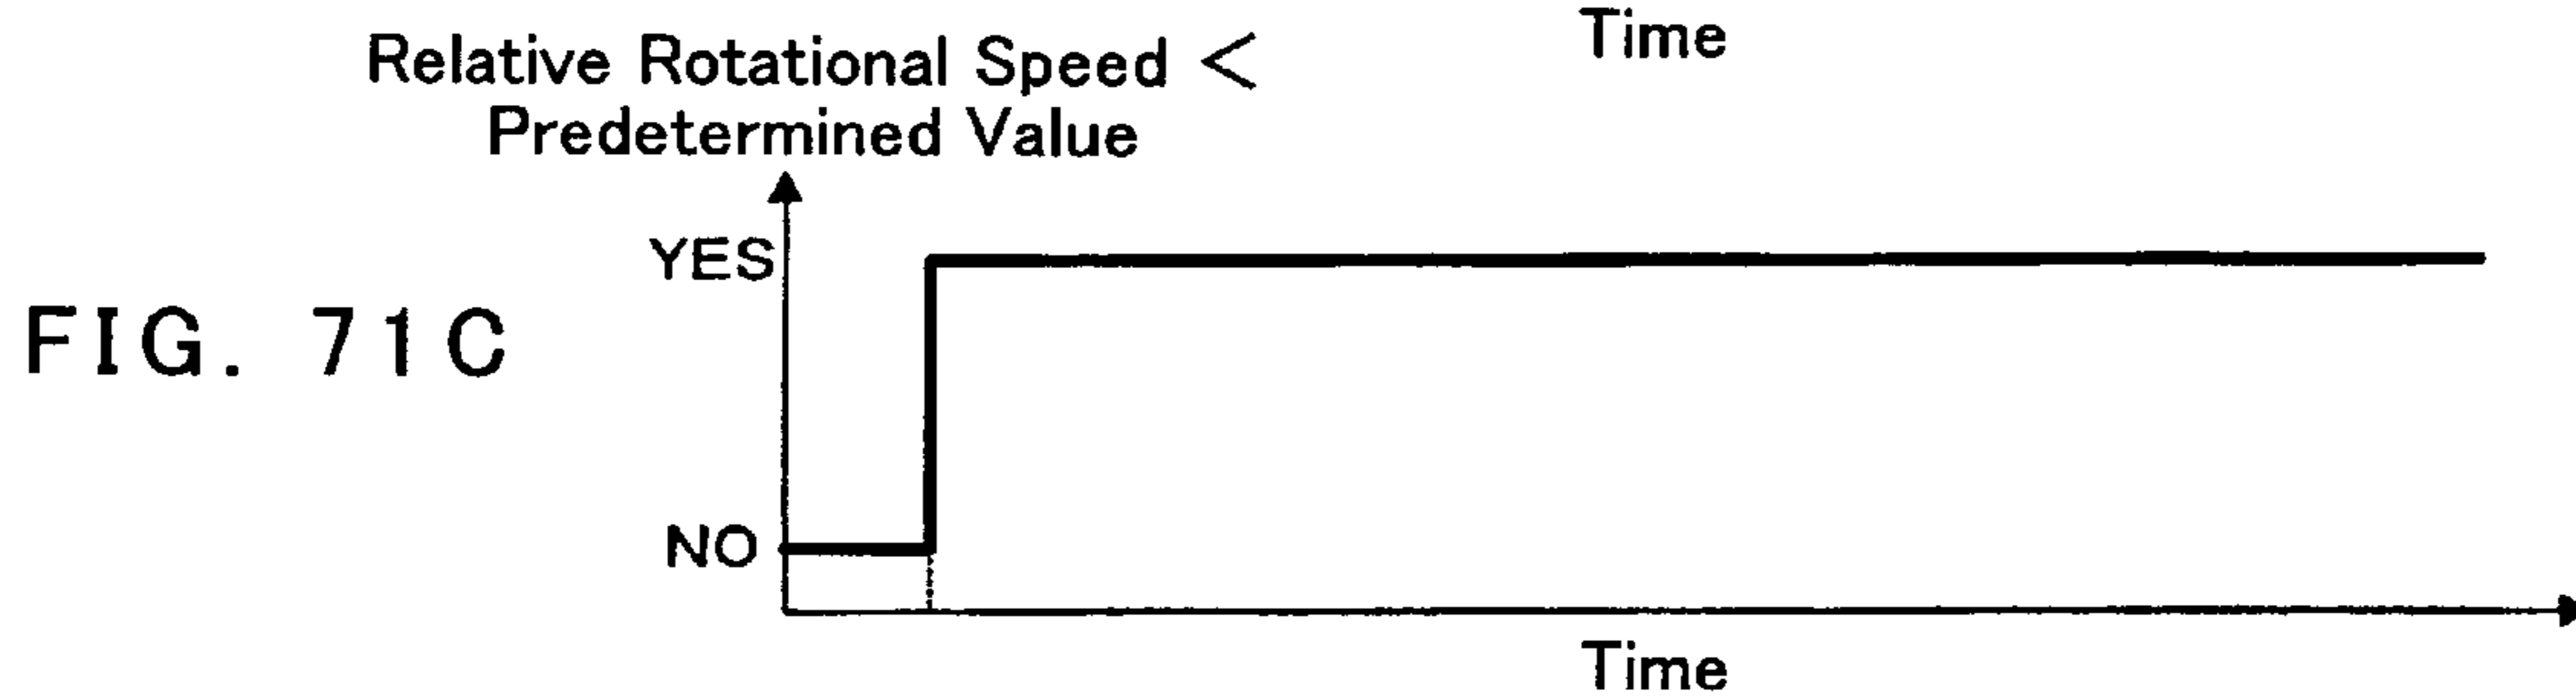 Time
Relative Rotational Speed <
Predetermined Value
YES
FIG. 71C
NO
Time